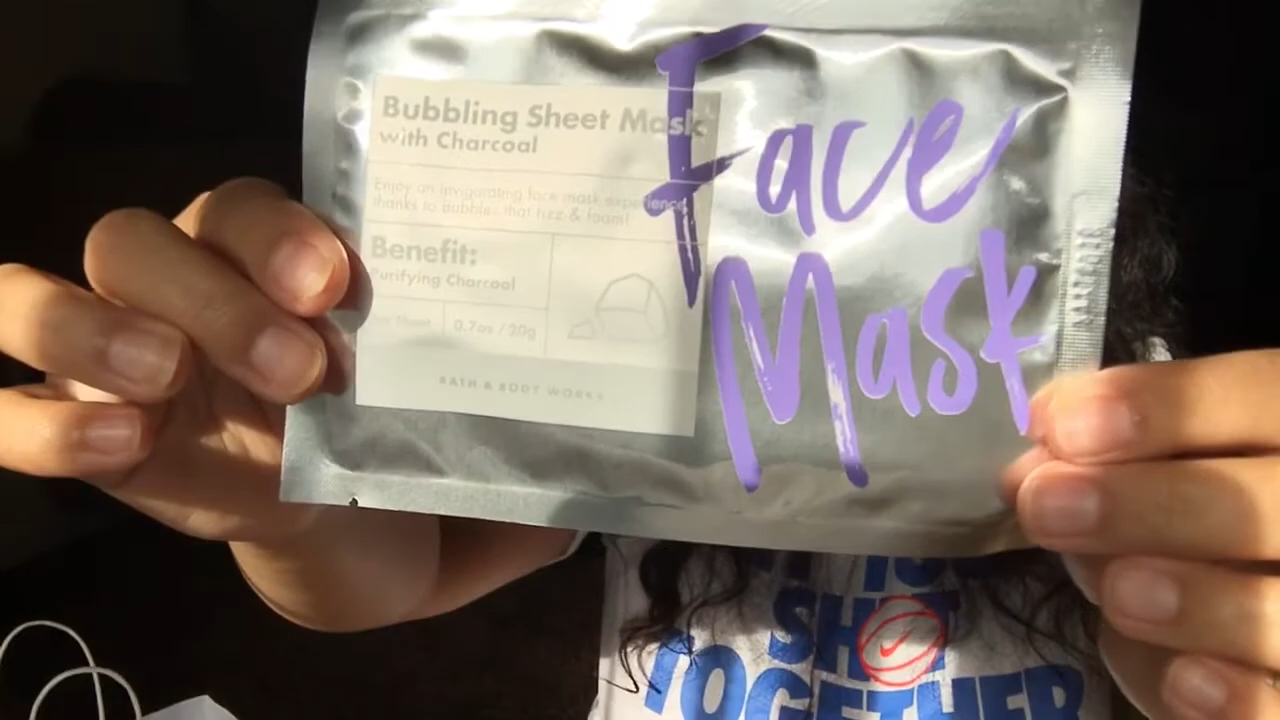 Bubbling Sheet Mask
with Charcoal
Enjoy an invigorating face mask experience,
thanks to bubbles that fizz & foam!
Benefit:
Purifying Charcoal
0.7oz / 20g
BATH & BODY WORKS
Face
Mask
SHOT
TOGETHER